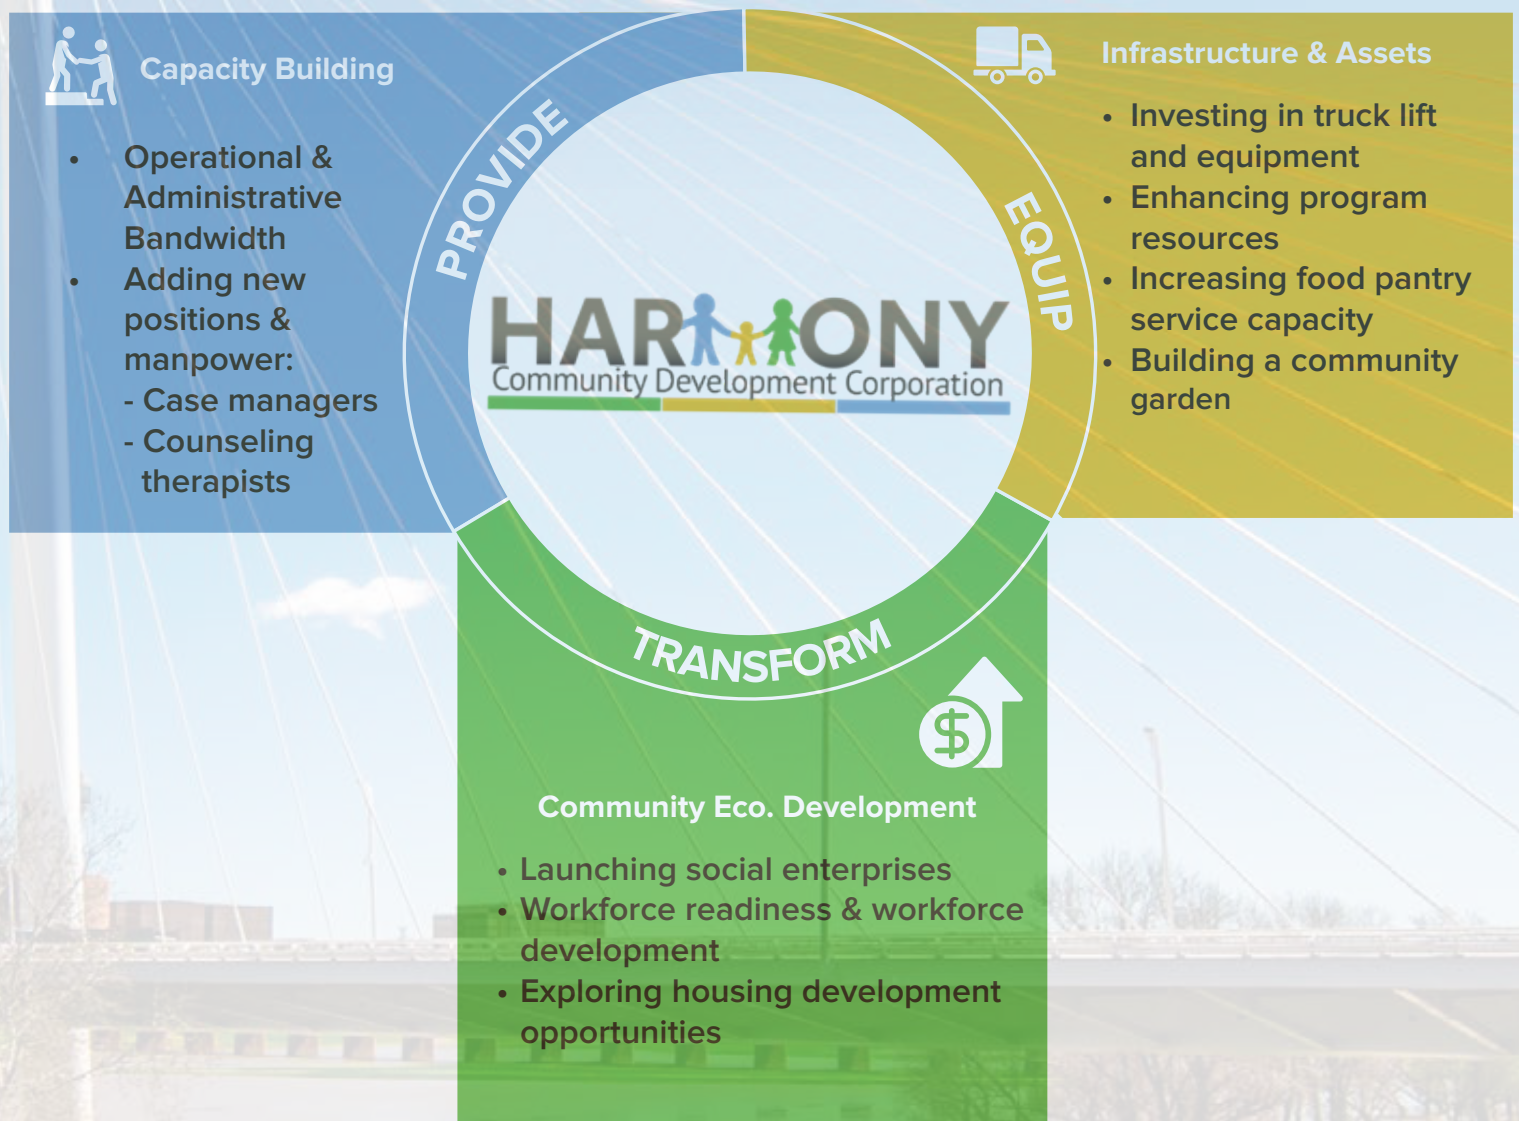 Capacity Building
• Operational &
Administrative
Bandwidth
• Adding new
positions &
manpower:
- Case managers
- Counseling
therapists
PROVIDE
EQUIP
TRANSFORM
HARMONY
Community Development Corporation
Infrastructure & Assets
• Investing in truck lift
and equipment
• Enhancing program
resources
• Increasing food pantry
service capacity
• Building a community
garden
$
Community Eco. Development
• Launching social enterprises
• Workforce readiness & workforce
development
• Exploring housing development
opportunities